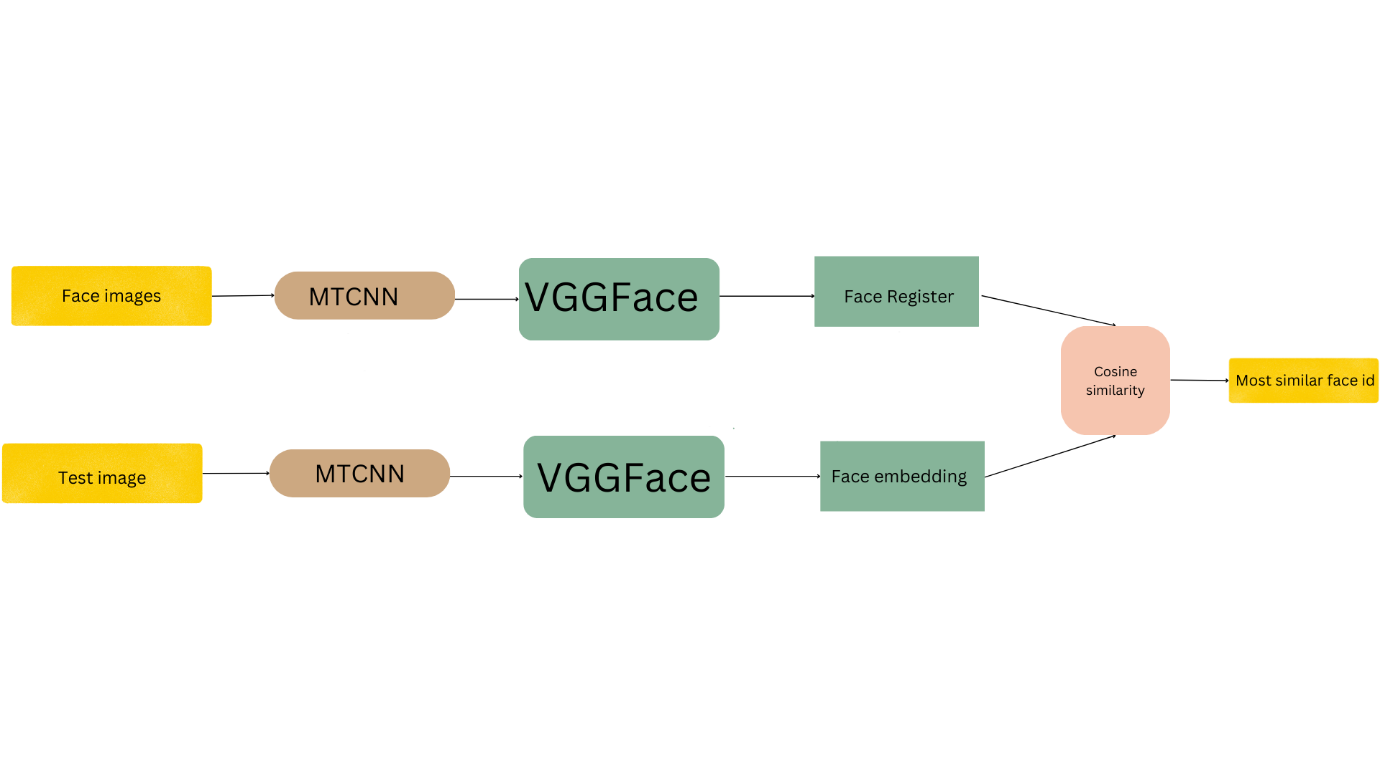 Face images
MTCNN
VGGFace
Face Register
Cosine
similarity
Most similar face id
Test image
MTCNN
VGGFace
Face embedding